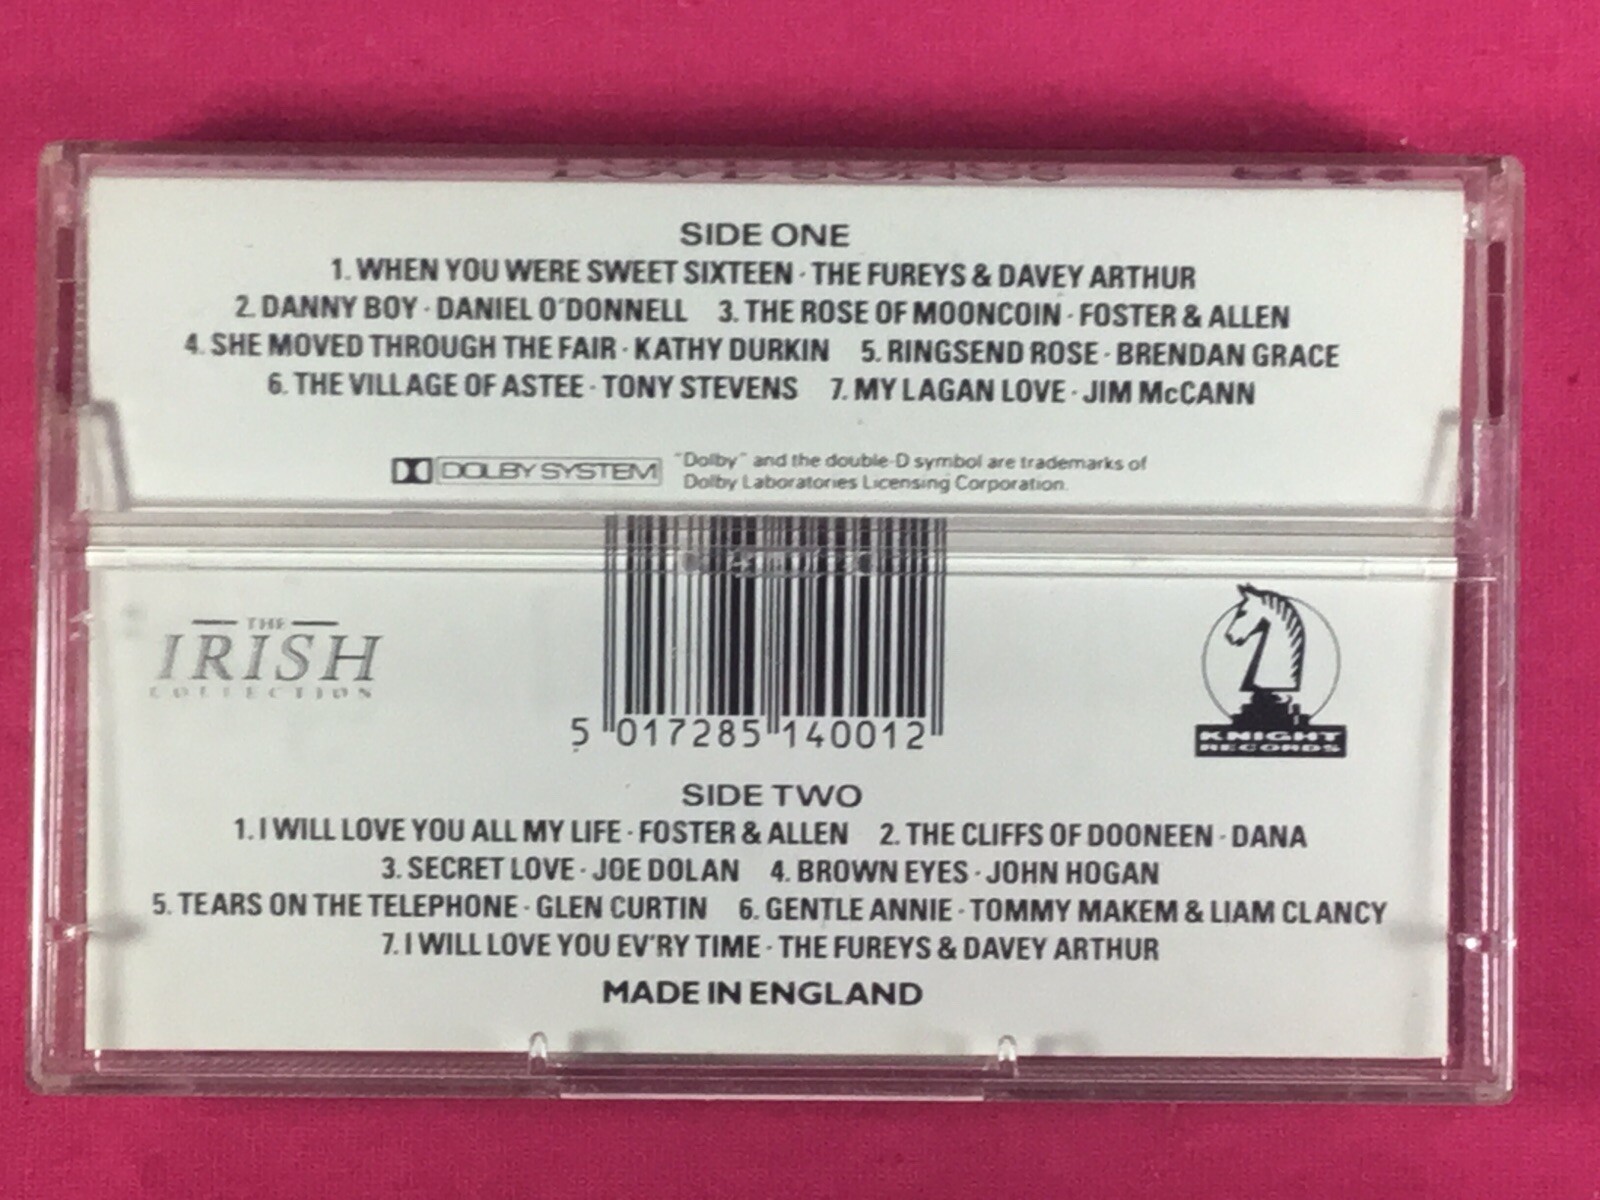 LOVE SONGS
SIDE ONE
1. WHEN YOU WERE SWEET SIXTEEN · THE FUREYS & DAVEY ARTHUR
2. DANNY BOY · DANIEL O'DONNELL 3. THE ROSE OF MOONCOIN · FOSTER & ALLEN
4. SHE MOVED THROUGH THE FAIR · KATHY DURKIN 5. RINGSEND ROSE · BRENDAN GRACE
6. THE VILLAGE OF ASTEE · TONY STEVENS 7. MY LAGAN LOVE · JIM McCANN
DOLBY SYSTEM
"Dolby" and the double-D symbol are trademarks of
Dolby Laboratories Licensing Corporation.
THE
IRISH
COLLECTION
5 017285 140012
KNIGHT
RECORDS
SIDE TWO
1. I WILL LOVE YOU ALL MY LIFE · FOSTER & ALLEN 2. THE CLIFFS OF DOONEEN · DANA
3. SECRET LOVE · JOE DOLAN 4. BROWN EYES · JOHN HOGAN
5. TEARS ON THE TELEPHONE · GLEN CURTIN 6. GENTLE ANNIE · TOMMY MAKEM & LIAM CLANCY
7. I WILL LOVE YOU EV'RY TIME · THE FUREYS & DAVEY ARTHUR
MADE IN ENGLAND